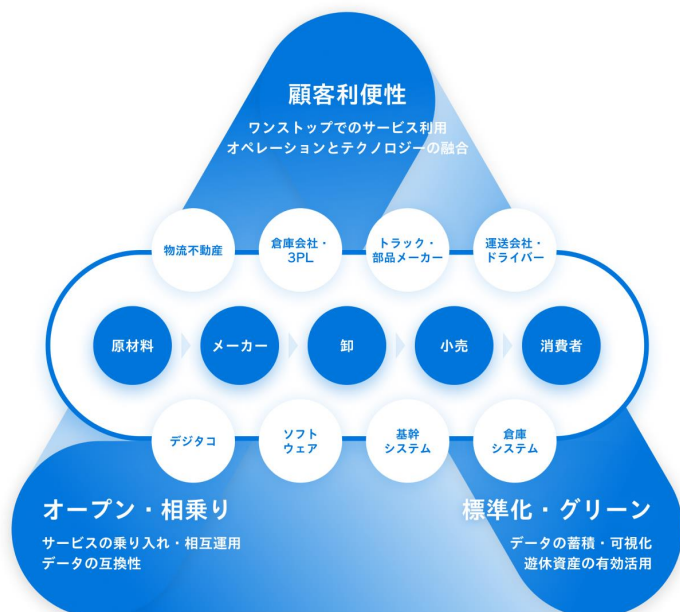 顧客利便性
ワンストップでのサービス利用
オペレーションとテクノロジーの融合
物流不動産
倉庫会社・
3PL
トラック・
部品メーカー
運送会社・
ドライバー
原材料
メーカー
卸
小売
消費者
デジタコ
ソフト
ウェア
基幹
システム
倉庫
システム
オープン・相乗り
サービスの乗り入れ・相互運用
データの互換性
標準化・グリーン
データの蓄積・可視化
遊休資産の有効活用